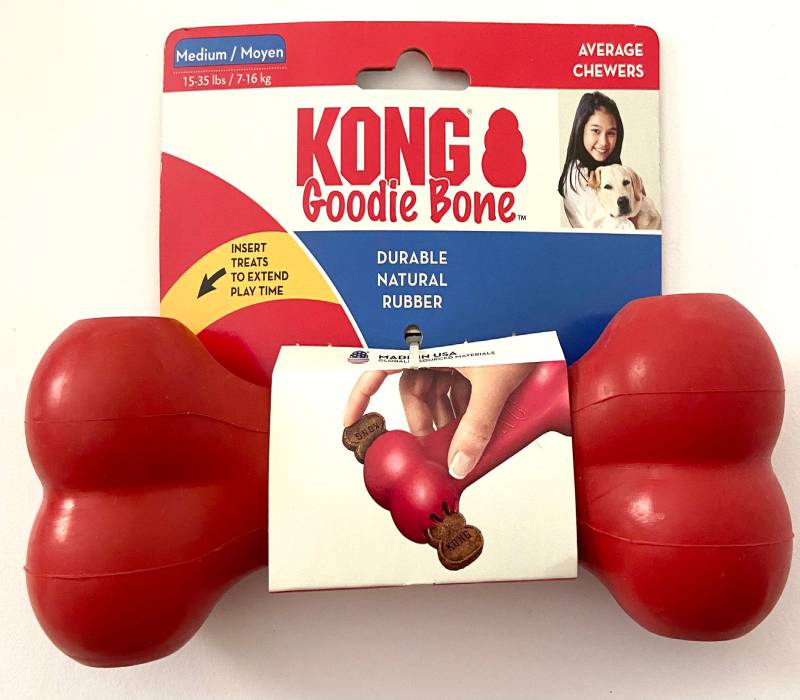 Medium / Moyen
15-35 lbs / 7-16 kg
AVERAGE
CHEWERS
KONG®
Goodie Bone™
INSERT
TREATS
TO EXTEND
PLAY TIME
DURABLE
NATURAL
RUBBER
MADE IN USA
GLOBALLY SOURCED MATERIALS
KONG
KONG